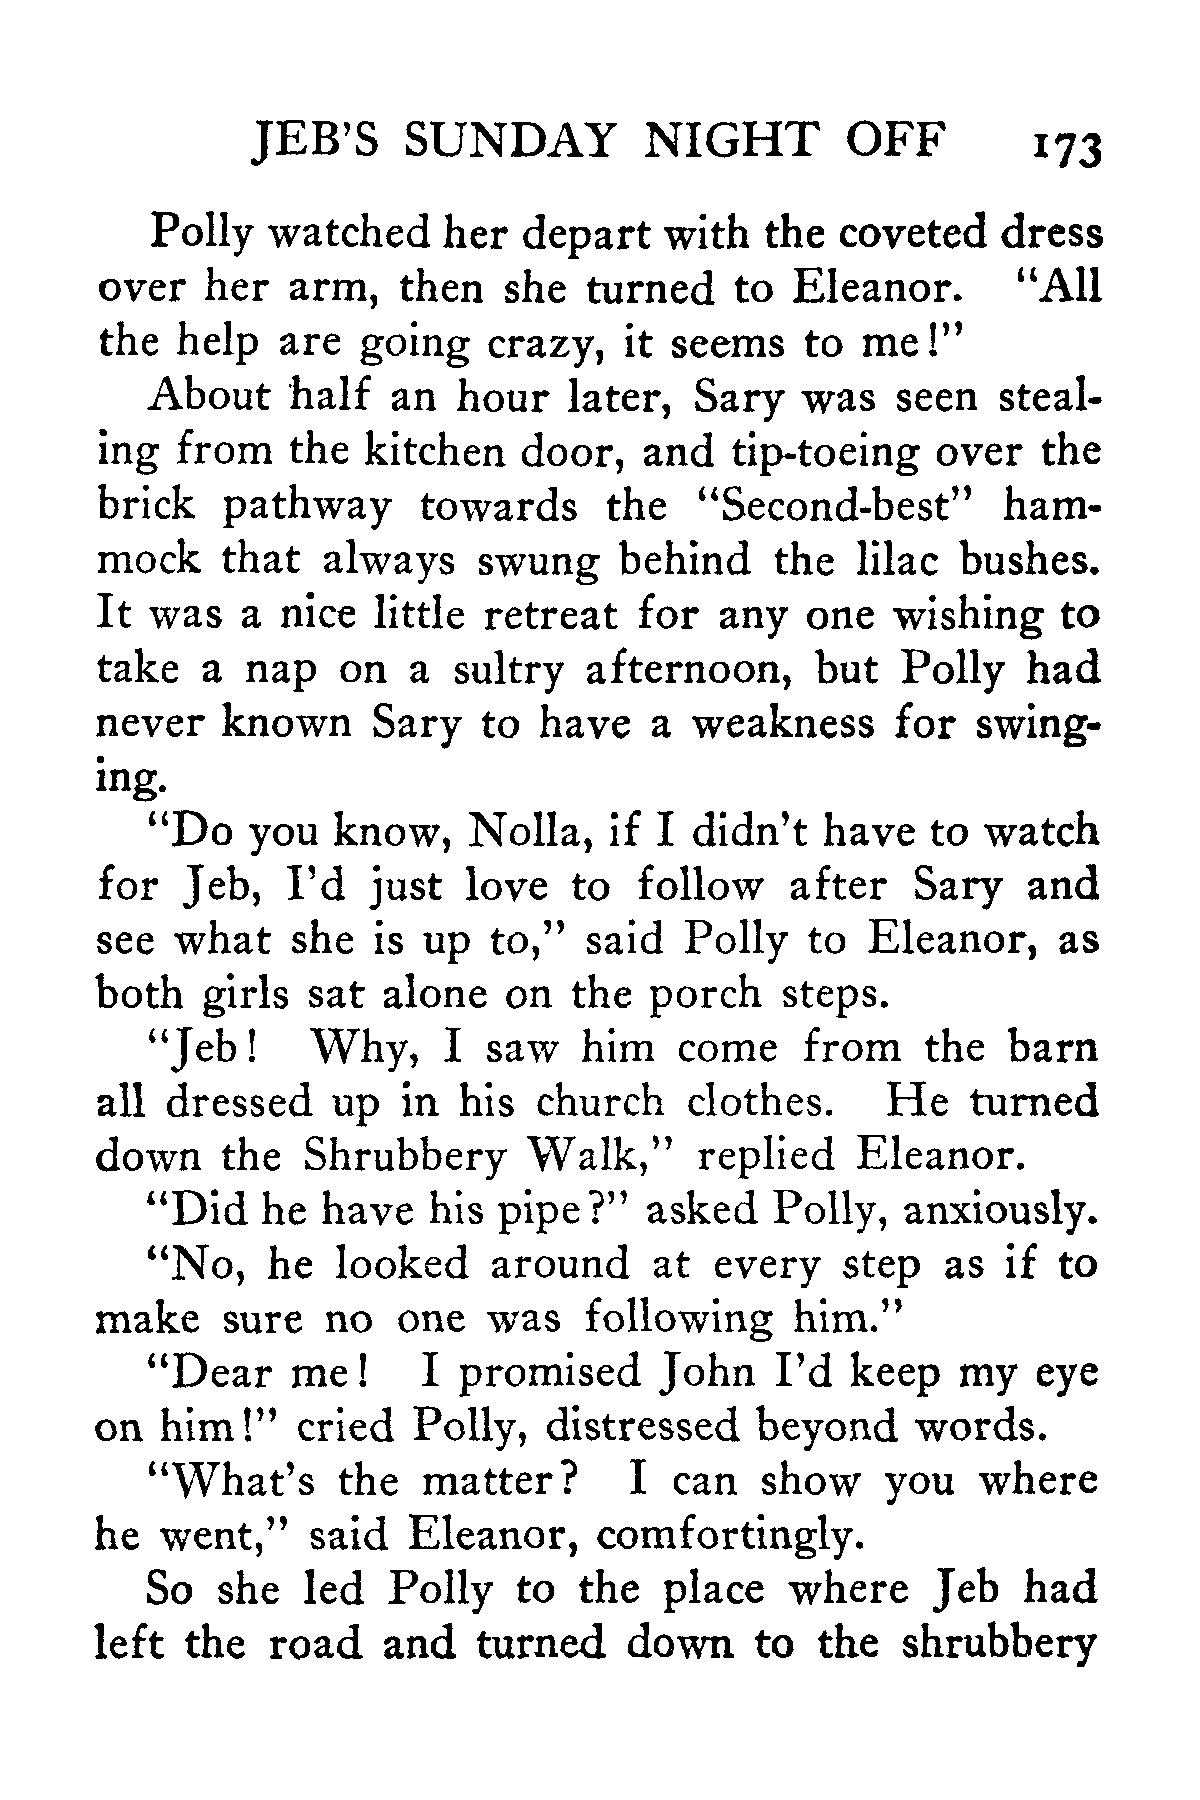 JEB'S SUNDAY NIGHT OFF 173
Polly watched her depart with the coveted dress
over her arm, then she turned to Eleanor. "All
the help are going crazy, it seems to me!"
About half an hour later, Sary was seen steal-
ing from the kitchen door, and tip-toeing over the
brick pathway towards the "Second-best" ham-
mock that always swung behind the lilac bushes.
It was a nice little retreat for any one wishing to
take a nap on a sultry afternoon, but Polly had
never known Sary to have a weakness for swing-
ing.
"Do you know, Nolla, if I didn't have to watch
for Jeb, I'd just love to follow after Sary and
see what she is up to," said Polly to Eleanor, as
both girls sat alone on the porch steps.
"Jeb! Why, I saw him come from the barn
all dressed up in his church clothes. He turned
down the Shrubbery Walk," replied Eleanor.
"Did he have his pipe?" asked Polly, anxiously.
"No, he looked around at every step as if to
make sure no one was following him."
"Dear me! I promised John I'd keep my eye
on him!" cried Polly, distressed beyond words.
"What's the matter? I can show you where
he went," said Eleanor, comfortingly.
So she led Polly to the place where Jeb had
left the road and turned down to the shrubbery